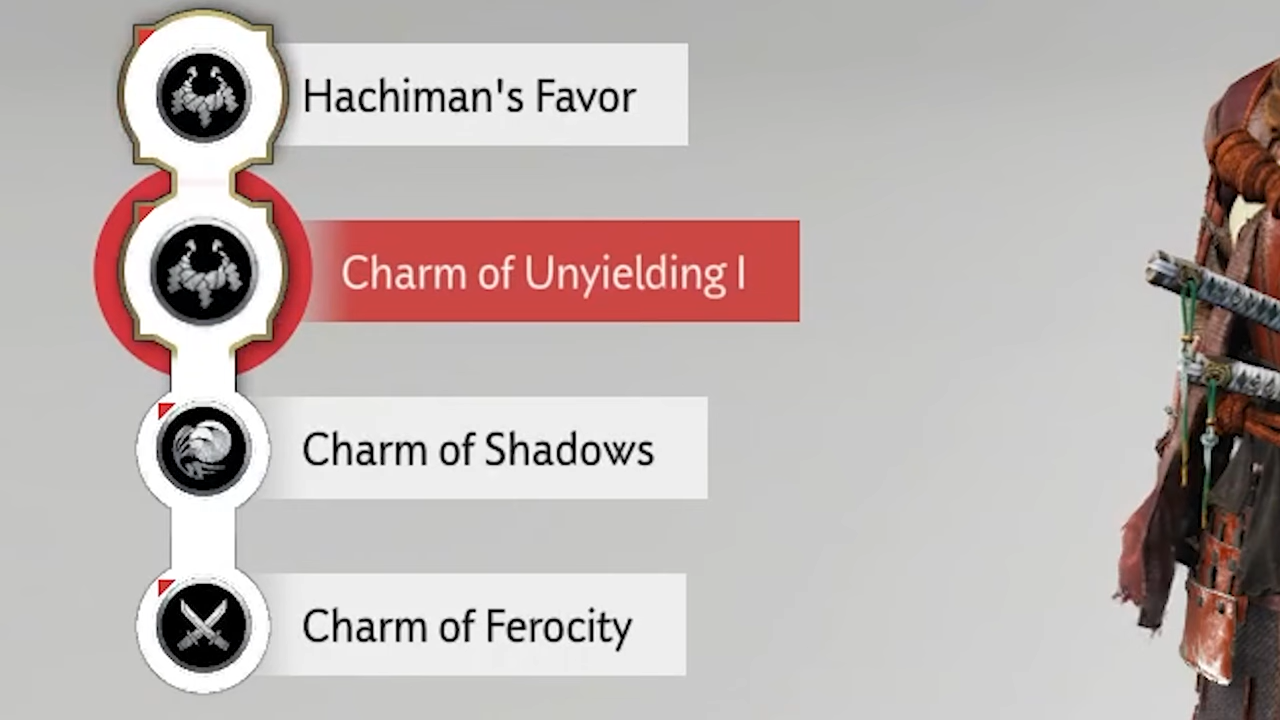 Hachiman's Favor
Charm of Unyielding I
Charm of Shadows
Charm of Ferocity